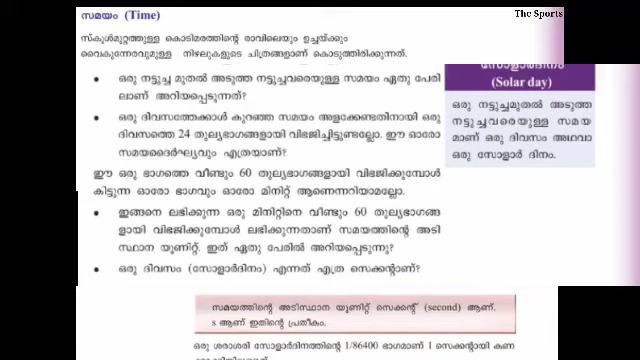 സമയം (Time)
The Sports
സ്കൂൾമുറ്റത്തുള്ള കൊടിമരത്തിന്റെ രാവിലെയും ഉച്ചയ്ക്കും
വൈകുന്നേരവുമുള്ള നിഴലുകളുടെ ചിത്രങ്ങളാണ് കൊടുത്തിരിക്കുന്നത്.
• ഒരു നട്ടുച്ച മുതൽ അടുത്ത നട്ടുച്ചവരെയുള്ള സമയം ഏതു പേരി
ലാണ് അറിയപ്പെടുന്നത്?
• ഒരു ദിവസത്തേക്കാൾ കുറഞ്ഞ സമയം അളക്കേണ്ടതിനായി ഒരു
ദിവസത്തെ 24 തുല്യഭാഗങ്ങളായി വിഭജിച്ചിട്ടുണ്ടല്ലോ. ഈ ഓരോ
സമയദൈർഘ്യവും എത്രയാണ്?
ഈ ഒരു ഭാഗത്തെ വീണ്ടും 60 തുല്യഭാഗങ്ങളായി വിഭജിക്കുമ്പോൾ
കിട്ടുന്ന ഓരോ ഭാഗവും ഓരോ മിനിറ്റ് ആണെന്നറിയാമല്ലോ.
• ഇങ്ങനെ ലഭിക്കുന്ന ഒരു മിനിറ്റിനെ വീണ്ടും 60 തുല്യഭാഗങ്ങ
ളായി വിഭജിക്കുമ്പോൾ ലഭിക്കുന്നതാണ് സമയത്തിന്റെ അടി
സ്ഥാന യൂണിറ്റ്. ഇത് ഏതു പേരിൽ അറിയപ്പെടുന്നു?
• ഒരു ദിവസം (സോളാർദിനം) എന്നത് എത്ര സെക്കന്റാണ്?
സോളാർദിനം
(Solar day)
ഒരു നട്ടുച്ചമുതൽ അടുത്ത
നട്ടുച്ചവരെയുള്ള സമയ
മാണ് ഒരു ദിവസം അഥവാ
ഒരു സോളാർ ദിനം.
സമയത്തിന്റെ അടിസ്ഥാന യൂണിറ്റ് സെക്കന്റ് (second) ആണ്.
s ആണ് ഇതിന്റെ പ്രതീകം.
ഒരു ശരാശരി സോളാർദിനത്തിന്റെ 1/86400 ഭാഗമാണ് 1 സെക്കന്റായി കണ